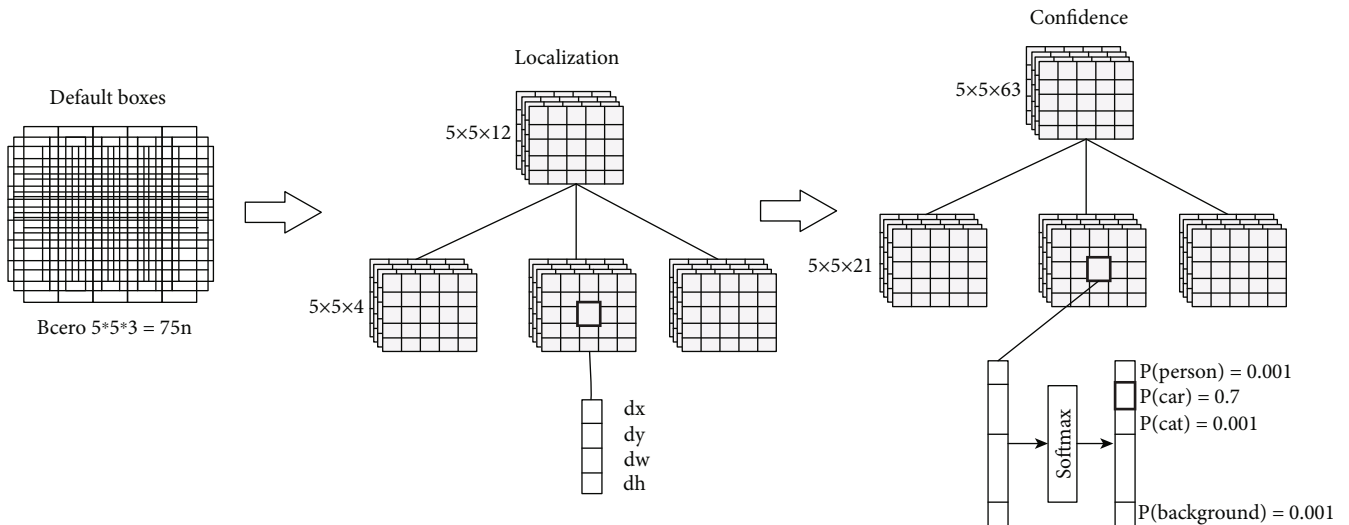 Default boxes
Bcero 5*5*3 = 75n
Localization
5×5×12
5×5×4
dx
dy
dw
dh
Confidence
5×5×63
5×5×21
Softmax
P(person) = 0.001
P(car) = 0.7
P(cat) = 0.001
P(background) = 0.001